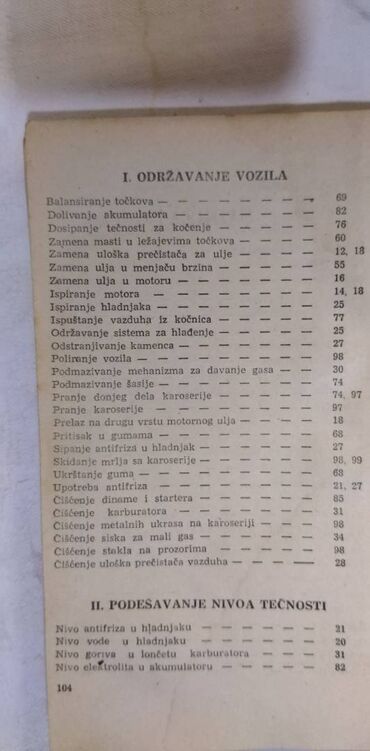 I. ODRŽAVANJE VOZILA
Balansiranje točkova — — — — — — — — 69
Dolivanje akumulatora — — — — — — — 82
Dosipanje tečnosti za kočenje — — — — — 76
Zamena masti u ležajevima točkova — — — — 60
Zamena uloška prečistača za ulje — — — — 12, 18
Zamena ulja u menjaču brzina — — — — — 55
Zamena ulja u motoru — — — — — — — 16
Ispiranje motora — — — — — — — — 14, 18
Ispiranje hladnjaka — — — — — — — — 25
Ispuštanje vazduha iz kočnica — — — — — 77
Održavanje sistema za hlađenje — — — — — 25
Odstranjivanje kamenca — — — — — — — 27
Poliranje vozila — — — — — — — — — 98
Podmazivanje mehanizma za davanje gasa — — — 30
Podmazivanje šasije — — — — — — — — 74
Pranje donjeg dela karoserije — — — — — 74, 97
Pranje karoserije — — — — — — — — 97
Prelaz na drugu vrstu motornog ulja — — — — 18
Pritisak u gumama — — — — — — — — 68
Sipanje antifriza u hladnjak — — — — — — 27
Skidanje mrlja sa karoserije — — — — — — 98, 99
Ukrštanje guma — — — — — — — — — 68
Upotreba antifriza — — — — — — — — 21, 27
Čišćenje diname i startera — — — — — — 85
Čišćenje karburatora — — — — — — — 31
Čišćenje metalnih ukrasa na karoseriji — — — 98
Čišćenje siska za mali gas — — — — — — 34
Čišćenje stakla na prozorima — — — — — 98
Čišćenje uloška prečistača vazduha — — — — 28
II. PODEŠAVANJE NIVOA TEČNOSTI
Nivo antifriza u hladnjaku — — — — — — 21
Nivo vode u hladnjaku — — — — — — — 20
Nivo goriva u lončetu karburatora — — — — 31
Nivo elektrolita u akumulatoru — — — — — 82
104